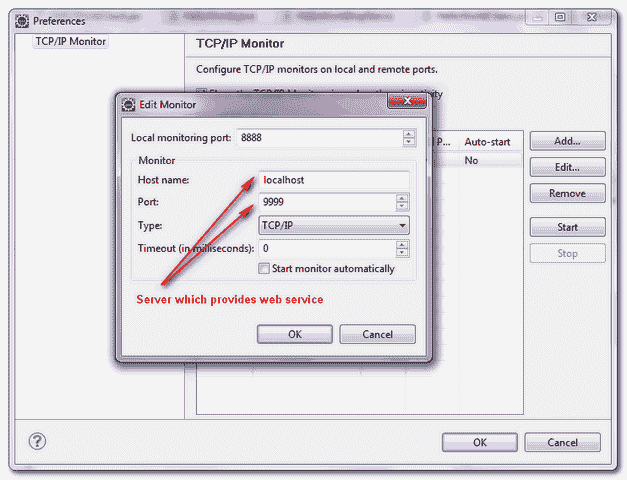 Preferences
TCP/IP Monitor
TCP/IP Monitor
Configure TCP/IP monitors on local and remote ports.
Edit Monitor
Local monitoring port: 8888
Monitor
Host name: localhost
Port: 9999
Type: TCP/IP
Timeout (in milliseconds): 0
Start monitor automatically
Server which provides web service
OK Cancel
P... Auto-start
No
Add...
Edit...
Remove
Start
Stop
OK Cancel